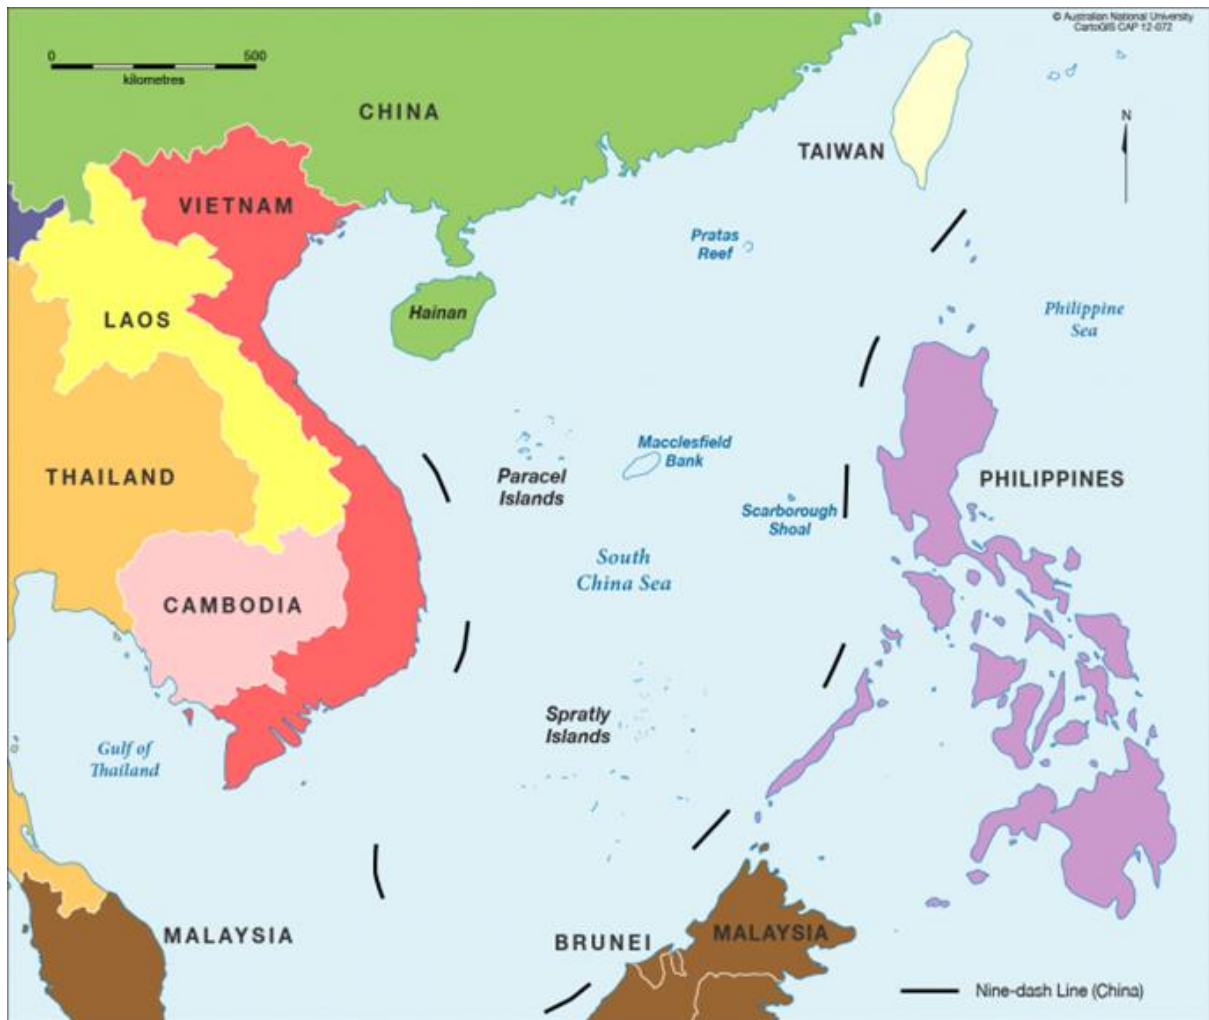 © Australian National University
CartoGIS CAP 12-072
0 500
kilometres
CHINA
N
TAIWAN
VIETNAM
Pratas
Reef
Hainan
LAOS
Philippine
Sea
Macclesfield
Bank
Paracel
Islands
THAILAND
PHILIPPINES
Scarborough
Shoal
South
China Sea
CAMBODIA
Spratly
Islands
Gulf of
Thailand
MALAYSIA
BRUNEI
MALAYSIA
Nine-dash Line (China)